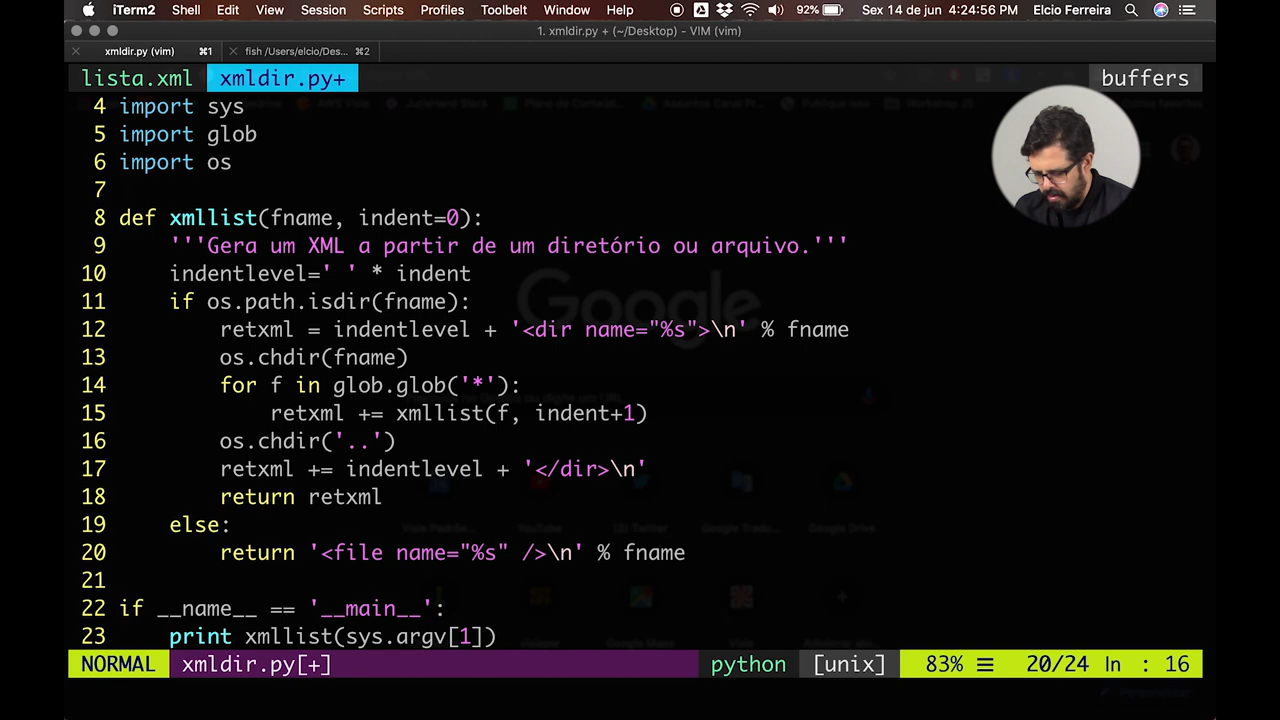 iTerm2 Shell Edit View Session Scripts Profiles Toolbelt Window Help 92% Sex 14 de jun 4:24:56 PM Elcio Ferreira
1. xmldir.py + (~/Desktop) - VIM (vim)
xmldir.py (vim) ⌘1 fish /Users/elcio/Des... ⌘2
lista.xml xmldir.py+ buffers
4 import sys
5 import glob
6 import os
7
8 def xmllist(fname, indent=0):
9 '''Gera um XML a partir de um diretório ou arquivo.'''
10 indentlevel=' ' * indent
11 if os.path.isdir(fname):
12 retxml = indentlevel + '<dir name="%s">\n' % fname
13 os.chdir(fname)
14 for f in glob.glob('*'):
15 retxml += xmllist(f, indent+1)
16 os.chdir('..')
17 retxml += indentlevel + '</dir>\n'
18 return retxml
19 else:
20 return '<file name="%s" />\n' % fname
21
22 if __name__ == '__main__':
23 print xmllist(sys.argv[1])
NORMAL xmldir.py[+] python [unix] 83% ☰ 20/24 ln : 16
Google